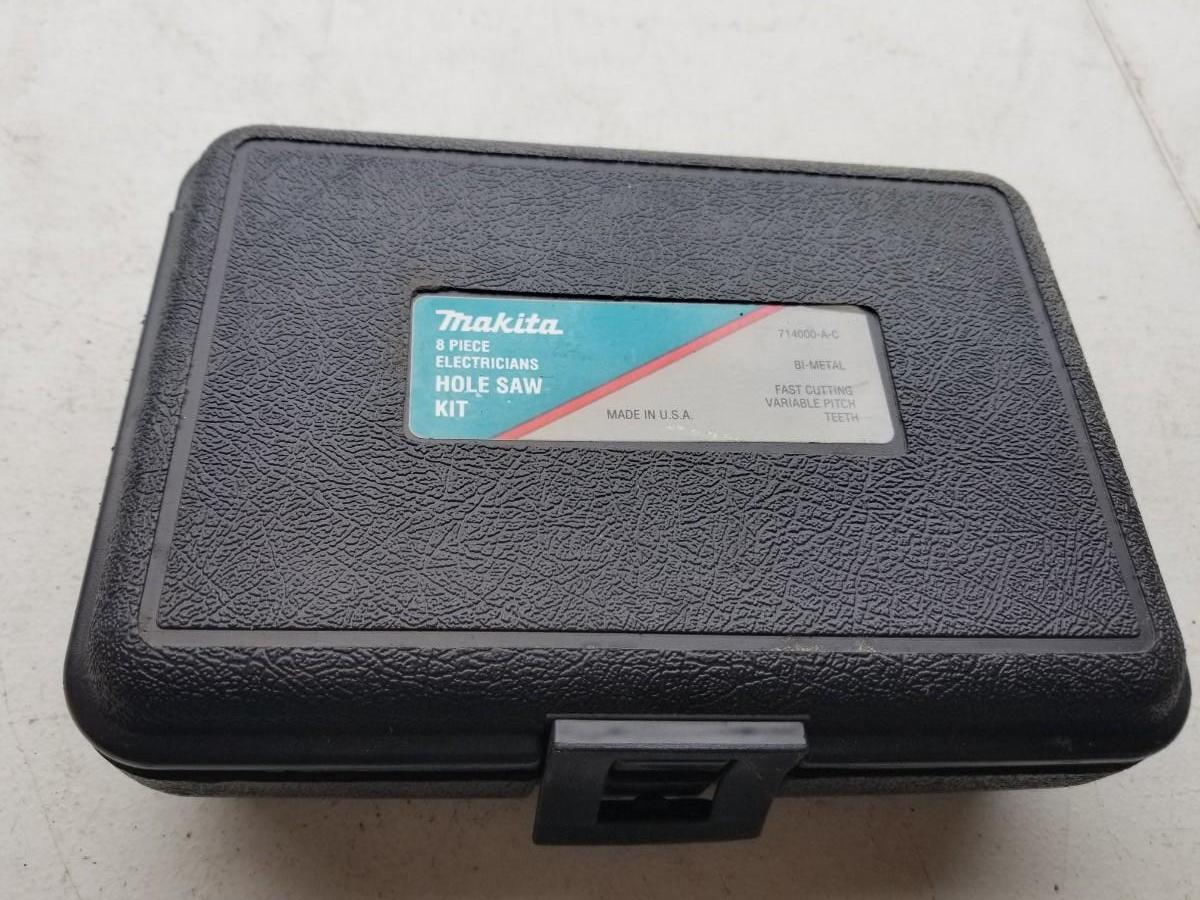 makita
8 PIECE
ELECTRICIANS
HOLE SAW
KIT
MADE IN U.S.A.
714000-A-C
BI-METAL
FAST CUTTING
VARIABLE PITCH
TEETH